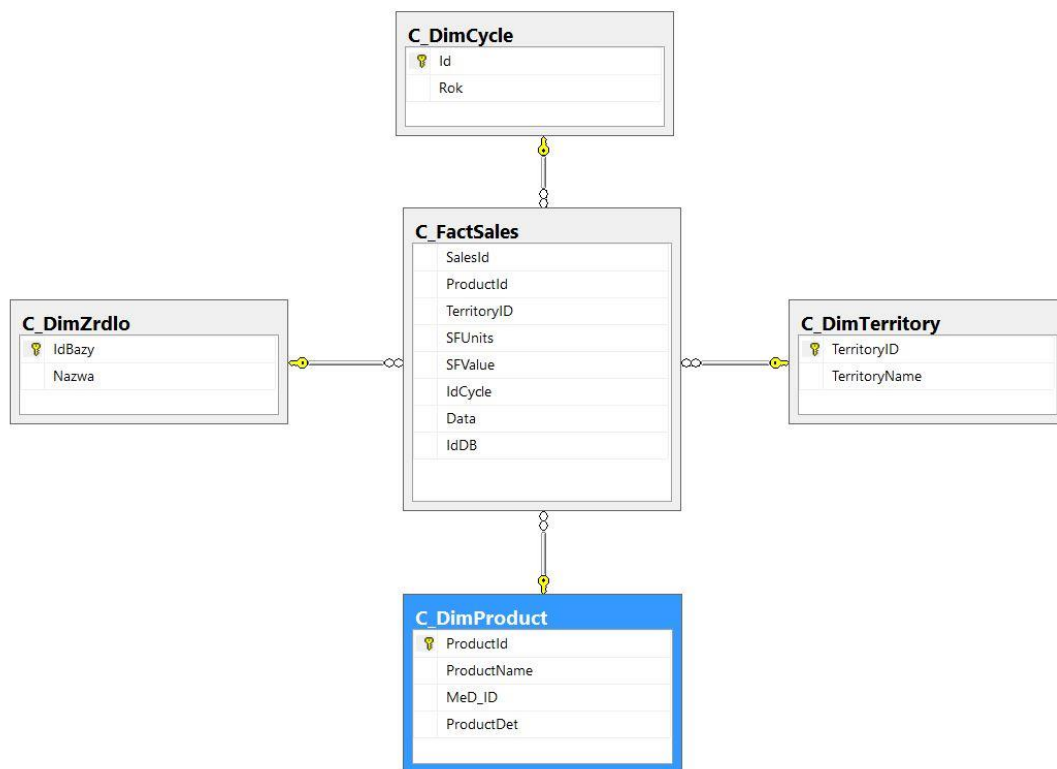 C_DimCycle
Id
Rok
C_FactSales
SalesId
ProductId
TerritoryID
SFUnits
SFValue
IdCycle
Data
IdDB
C_DimZrdlo
IdBazy
Nazwa
C_DimTerritory
TerritoryID
TerritoryName
C_DimProduct
ProductId
ProductName
MeD_ID
ProductDet